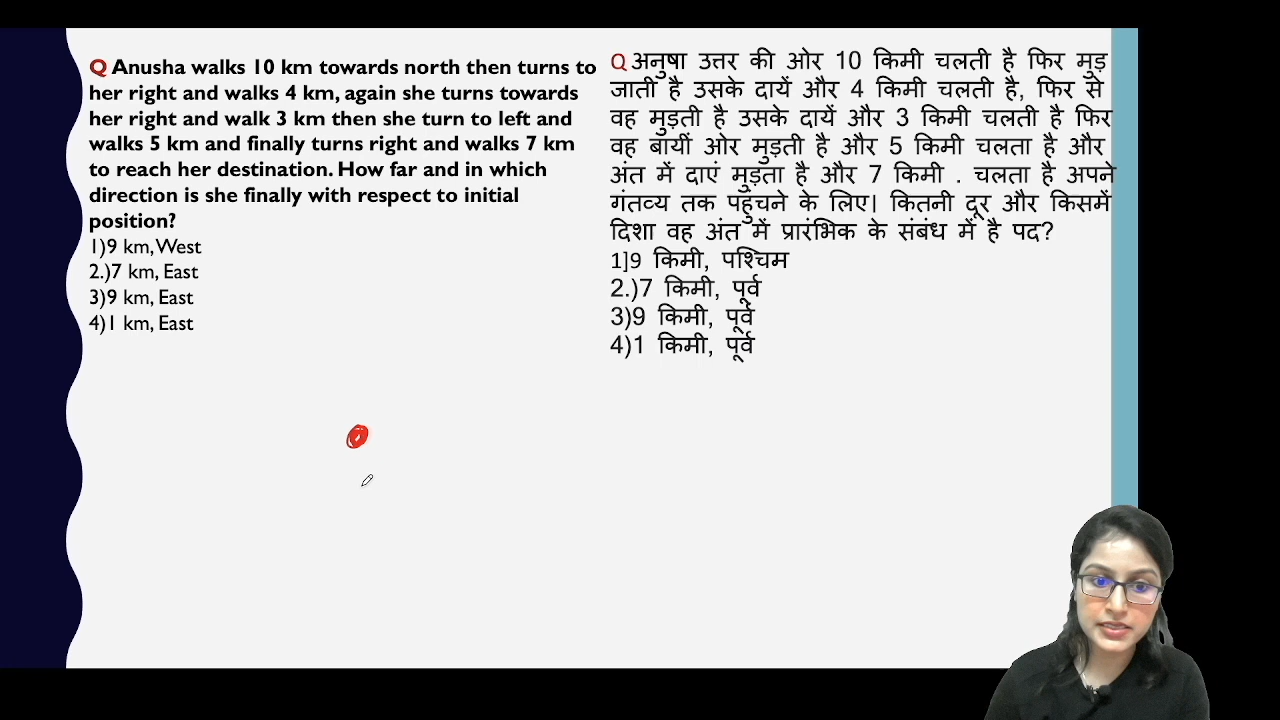 Q Anusha walks 10 km towards north then turns to
her right and walks 4 km, again she turns towards
her right and walk 3 km then she turn to left and
walks 5 km and finally turns right and walks 7 km
to reach her destination. How far and in which
direction is she finally with respect to initial
position?
1)9 km, West
2.)7 km, East
3)9 km, East
4)1 km, East
Q अनुषा उत्तर की ओर 10 किमी चलती है फिर मुड़
जाती है उसके दायें और 4 किमी चलती है, फिर से
वह मुड़ती है उसके दायें और 3 किमी चलती है फिर
वह बायीं ओर मुड़ती है और 5 किमी चलता है और
अंत में दाएं मुड़ता है और 7 किमी . चलता है अपने
गंतव्य तक पहुंचने के लिए। कितनी दूर और किसमें
दिशा वह अंत में प्रारंभिक के संबंध में है पद?
1]9 किमी, पश्चिम
2.)7 किमी, पूर्व
3)9 किमी, पूर्व
4)1 किमी, पूर्व